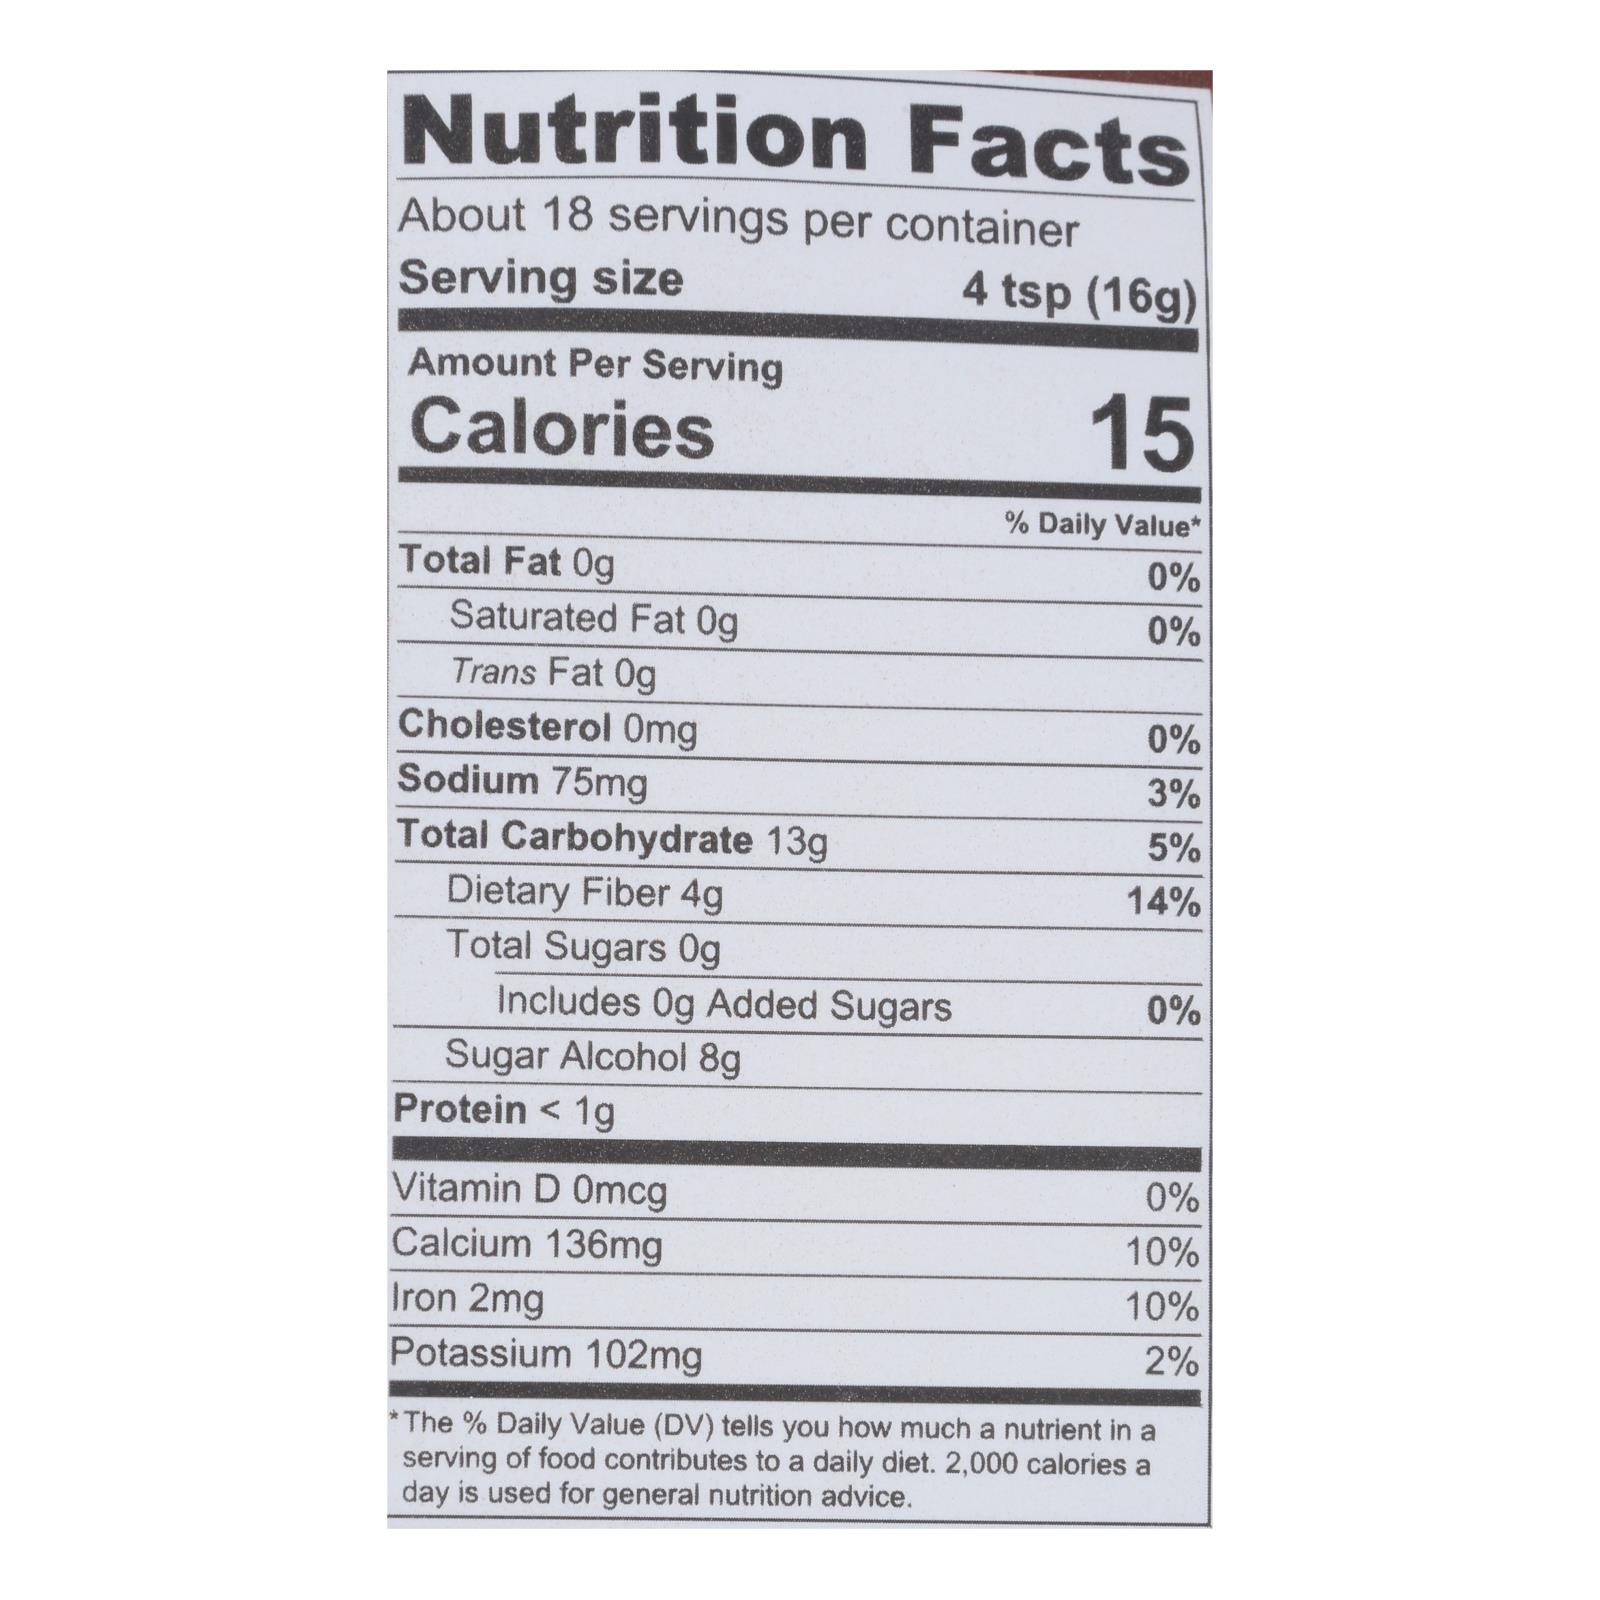 Nutrition Facts
About 18 servings per container
Serving size 4 tsp (16g)
Amount Per Serving
Calories 15
% Daily Value*
Total Fat 0g 0%
Saturated Fat 0g 0%
Trans Fat 0g
Cholesterol 0mg 0%
Sodium 75mg 3%
Total Carbohydrate 13g 5%
Dietary Fiber 4g 14%
Total Sugars 0g
Includes 0g Added Sugars 0%
Sugar Alcohol 8g
Protein < 1g
Vitamin D 0mcg 0%
Calcium 136mg 10%
Iron 2mg 10%
Potassium 102mg 2%
* The % Daily Value (DV) tells you how much a nutrient in a
serving of food contributes to a daily diet. 2,000 calories a
day is used for general nutrition advice.